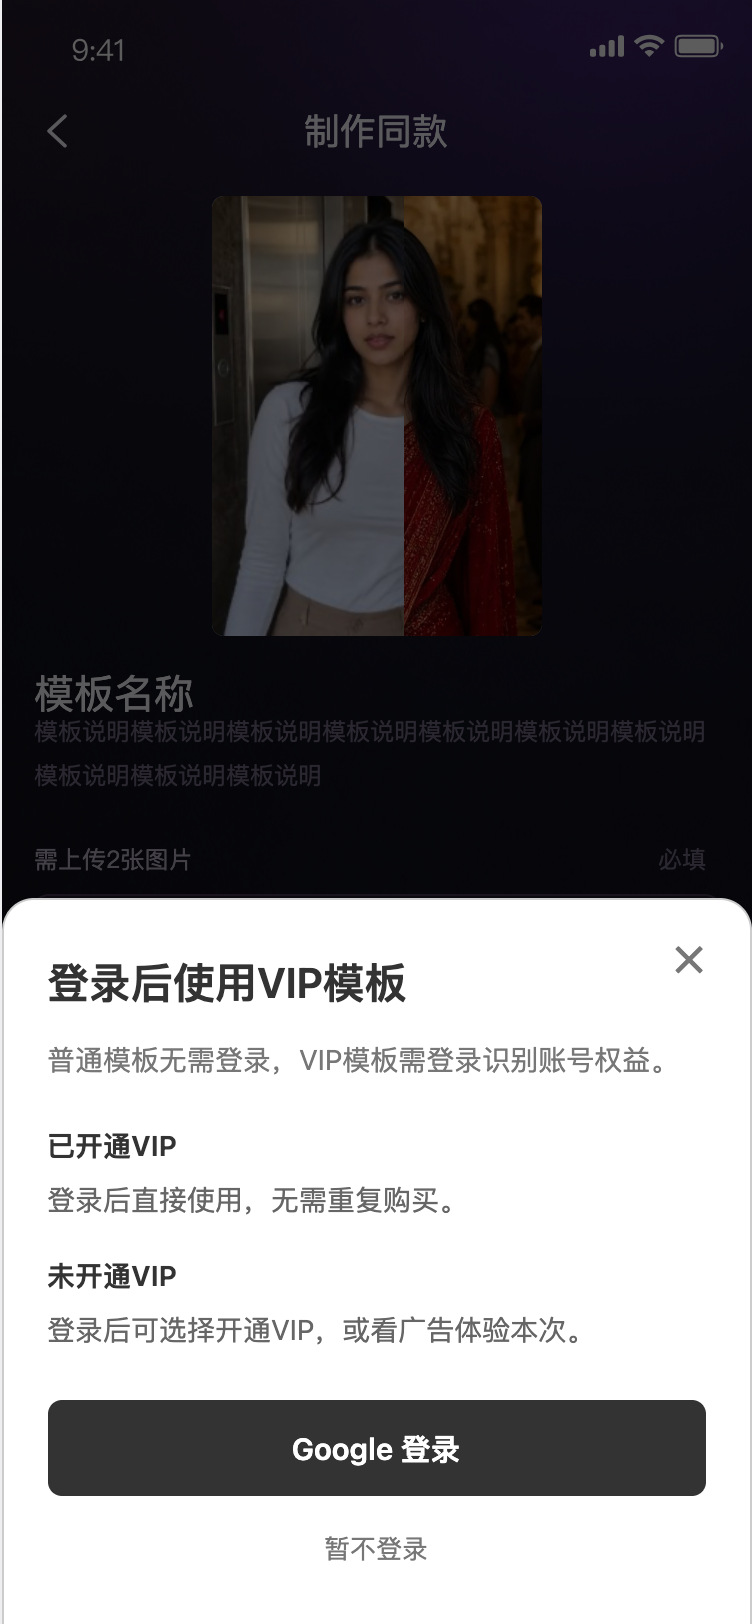 9:41
制作同款
模板名称
模板说明模板说明模板说明模板说明模板说明模板说明模板说明
模板说明模板说明模板说明
需上传2张图片 必填
登录后使用VIP模板
普通模板无需登录，VIP模板需登录识别账号权益。
已开通VIP
登录后直接使用，无需重复购买。
未开通VIP
登录后可选择开通VIP，或看广告体验本次。
Google 登录
暂不登录